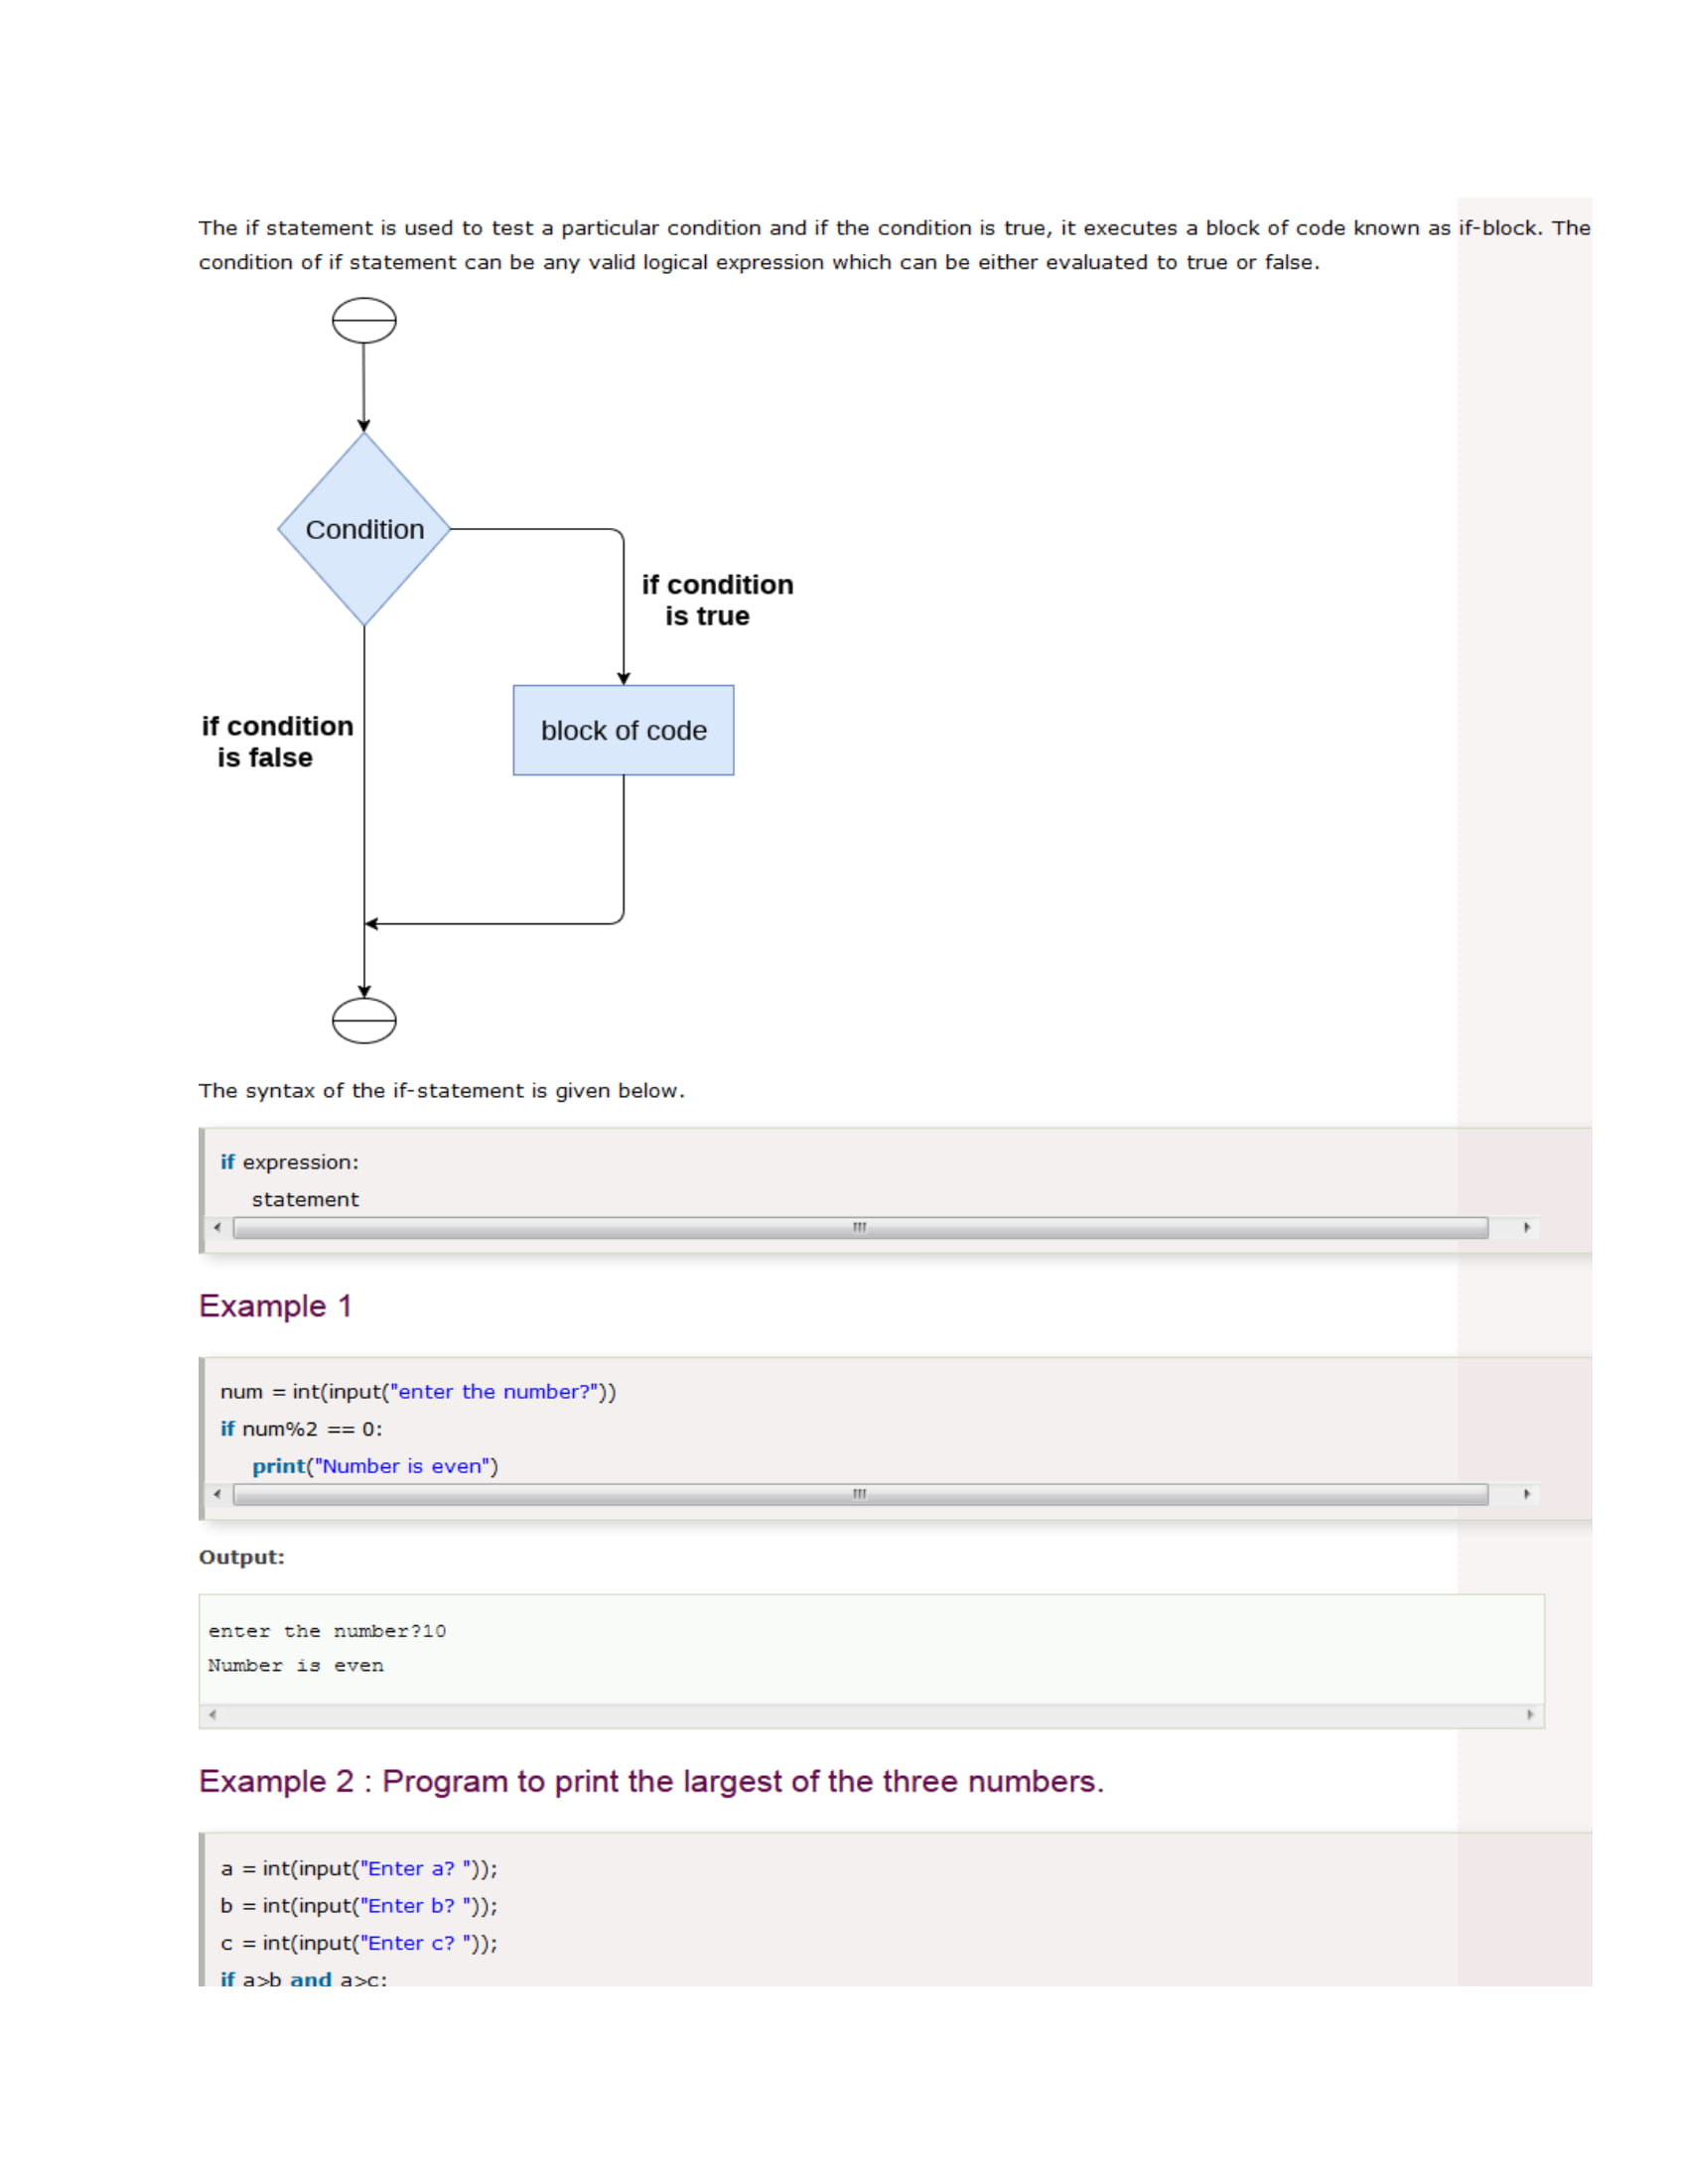 The if statement is used to test a particular condition and if the condition is true, it executes a block of code known as if-block. The
condition of if statement can be any valid logical expression which can be either evaluated to true or false.
Condition
if condition
is true
if condition
is false
block of code
The syntax of the if-statement is given below.
if expression:
statement
Example 1
num = int(input("enter the number?"))
if num%2 == 0:
print("Number is even")
Output:
enter the number?10
Number is even
Example 2 : Program to print the largest of the three numbers.
a = int(input("Enter a? "));
b = int(input("Enter b? "));
c = int(input("Enter c? "));
if a>b and a>c: